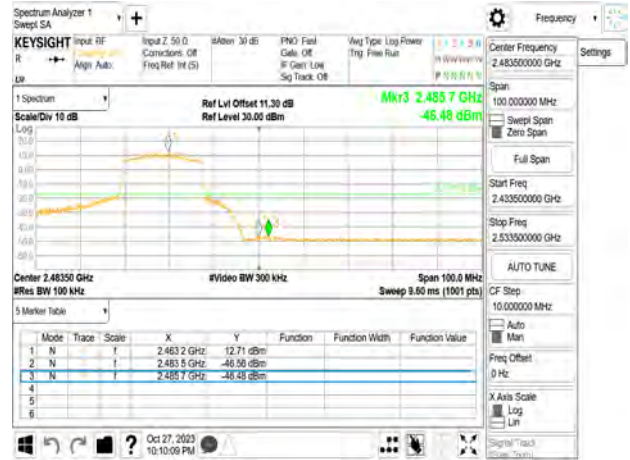 Spectrum Analyzer 1
Swept SA
Frequency
Settings
KEYSIGHT
R
Input: RF
Align: Auto
Input Z: 50 Ω
Corrections: Off
Freq Ref: Int (S)
#Atten: 30 dB
PNO: Fast
Gate: Off
IF Gain: Low
Sig Track: Off
Avg Type: Log-Power
Trig: Free Run
Center Frequency
2.483500000 GHz
Span
100.000000 MHz
Swept Span
Zero Span
Full Span
Start Freq
2.433500000 GHz
Stop Freq
2.533500000 GHz
AUTO TUNE
CF Step
10.000000 MHz
Auto
Man
Freq Offset
0 Hz
X Axis Scale
Log
Lin
Signal Track
1 Spectrum
Scale/Div 10 dB
Log
Ref Lvl Offset 11.30 dB
Ref Level 30.00 dBm
Mkr3 2.485 7 GHz
-46.48 dBm
Center 2.48350 GHz
#Res BW 100 kHz
#Video BW 300 kHz
Span 100.0 MHz
Sweep 9.60 ms (1001 pts)
5 Marker Table
Mode Trace Scale X Y Function Function Width Function Value
1 N f 2.463 2 GHz 12.71 dBm
2 N f 2.483 5 GHz -46.56 dBm
3 N f 2.485 7 GHz -46.48 dBm
4
5
6
?
Oct 27, 2023
10:10:09 PM